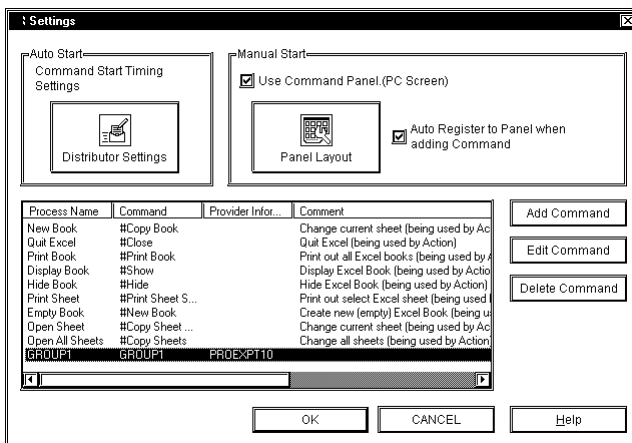 Settings
Auto Start
Command Start Timing
Settings
Distributor Settings
Manual Start
Use Command Panel.(PC Screen)
Panel Layout
Auto Register to Panel when
adding Command
Process Name Command Provider Infor... Comment
New Book #Copy Book Change current sheet (being used by Ac
Quit Excel #Close Quit Excel (being used by Action)
Print Book #Print Book Print out all Excel books (being used by A
Display Book #Show Display Excel Book (being used by Actio
Hide Book #Hide Hide Excel Book (being used by Action)
Print Sheet #Print Sheet S... Print out select Excel sheet (being used
Empty Book #New Book Create new (empty) Excel Book (being u
Open Sheet #Copy Sheet ... Change current sheet (being used by Ac
Open All Sheets #Copy Sheets Change all sheets (being used by Action
GROUP1 GROUP1 PROEXPT10
Add Command
Edit Command
Delete Command
OK CANCEL Help